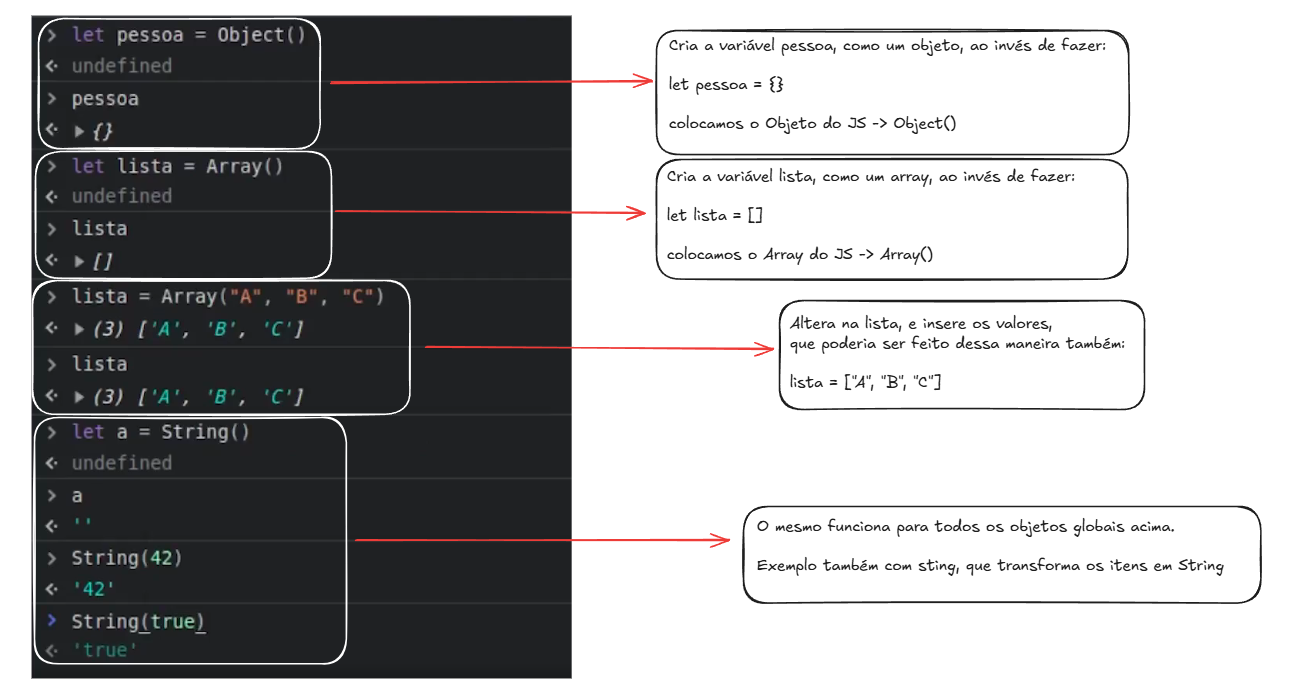 > let pessoa = Object()
<· undefined
> pessoa
<· ▶ {}
> let lista = Array()
<· undefined
> lista
<· ▶ []
> lista = Array("A", "B", "C")
<· ▶ (3) ['A', 'B', 'C']
> lista
<· ▶ (3) ['A', 'B', 'C']
> let a = String()
<· undefined
> a
<· ''
> String(42)
<· '42'
> String(true)
<· 'true'
Cria a variável pessoa, como um objeto, ao invés de fazer:
let pessoa = {}
colocamos o Objeto do JS -> Object()
Cria a variável lista, como um array, ao invés de fazer:
let lista = []
colocamos o Array do JS -> Array()
Altera na lista, e insere os valores,
que poderia ser feito dessa maneira também:
lista = ["A", "B", "C"]
O mesmo funciona para todos os objetos globais acima.
Exemplo também com sting, que transforma os itens em String